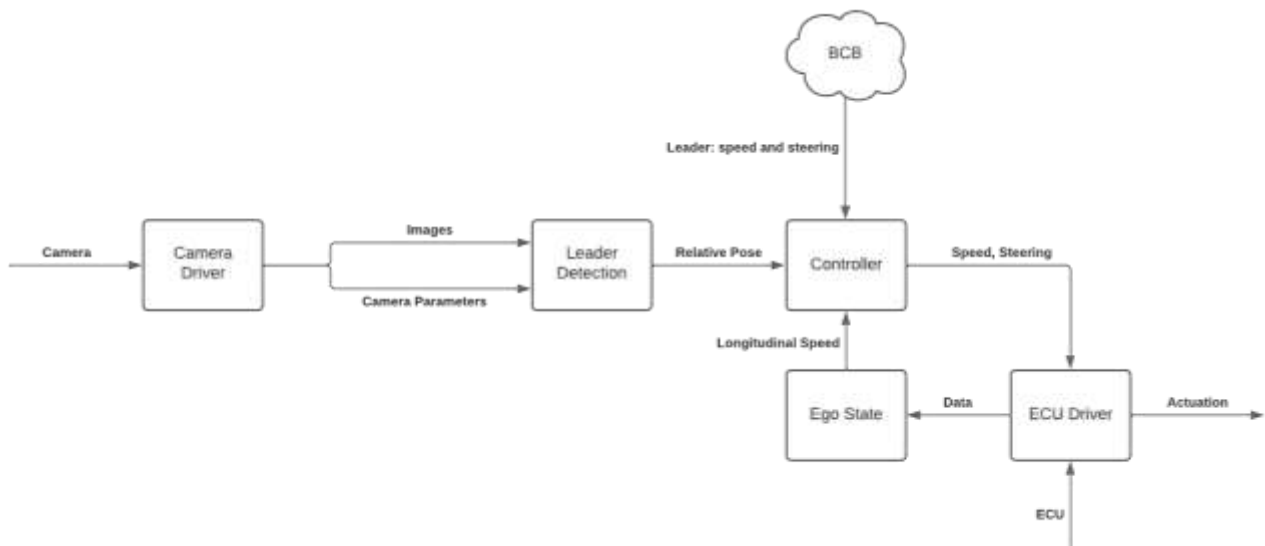 BCB
Leader: speed and steering
Camera
Camera
Driver
Images
Camera Parameters
Leader
Detection
Relative Pose
Controller
Speed, Steering
Longitudinal Speed
Ego State
Data
ECU Driver
Actuation
ECU